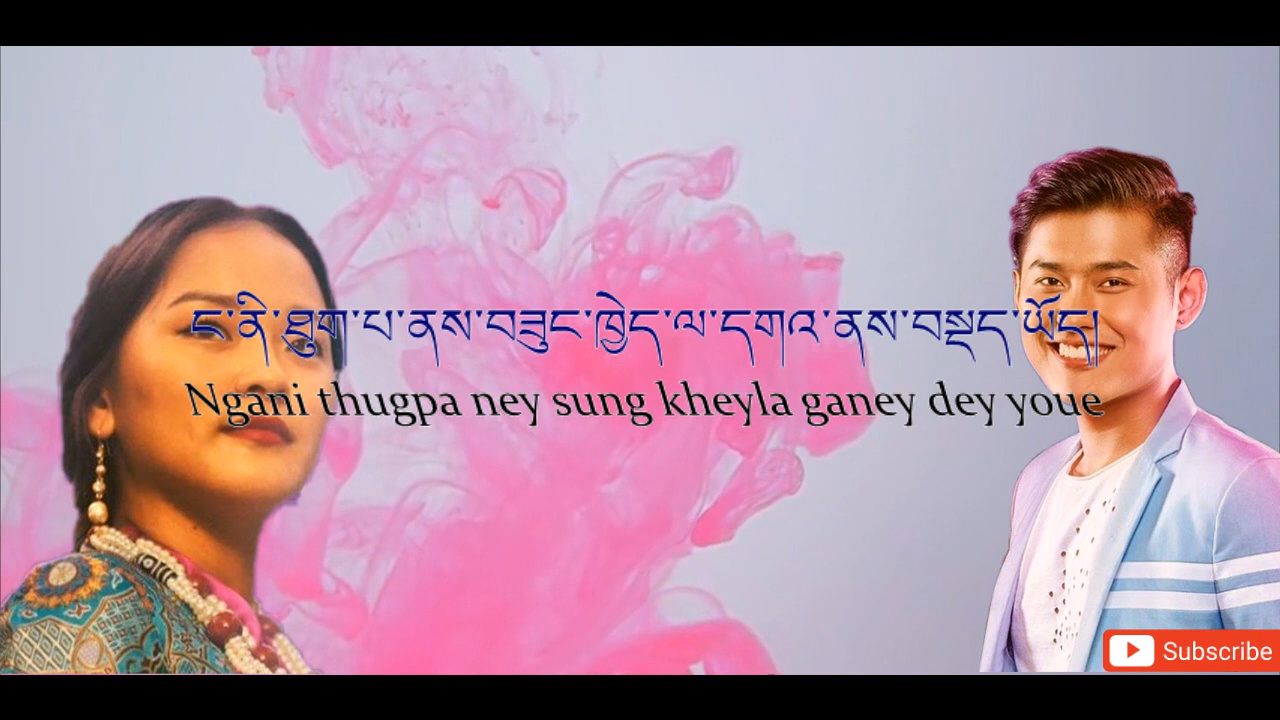 ང་ནི་ཐུག་པ་ནས་བཟུང་ཁྱེད་ལ་དགའ་ནས་བསྡད་ཡོད།
Ngani thugpa ney sung kheyla ganey dey youe
Subscribe